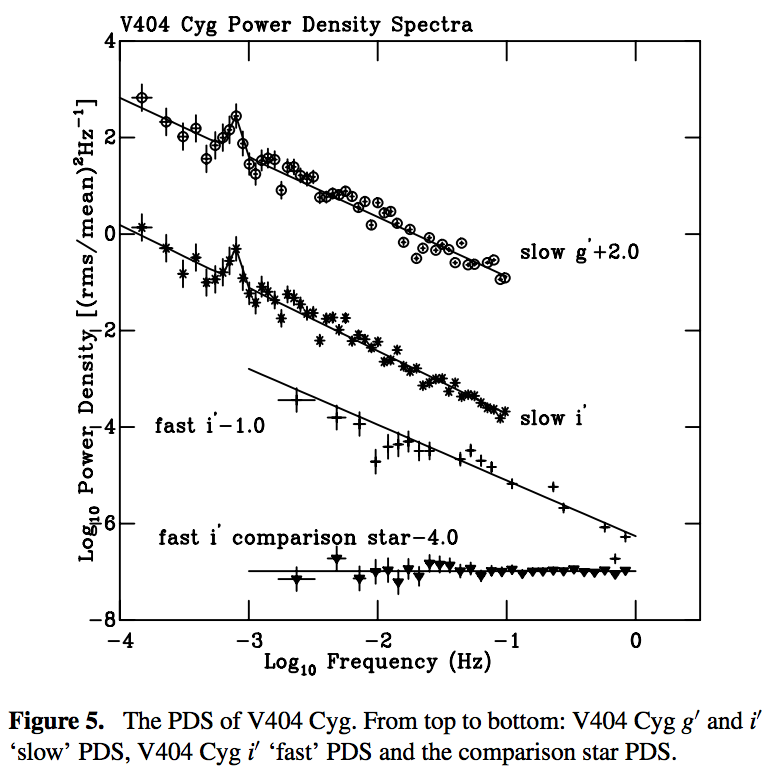 V404 Cyg Power Density Spectra
Log10 Power Density [(rms/mean)²Hz⁻¹]
4
2
0
−2
−4
−6
−8
slow g′+2.0
slow i′
fast i′−1.0
fast i′ comparison star−4.0
−4 −3 −2 −1 0
Log10 Frequency (Hz)
Figure 5. The PDS of V404 Cyg. From top to bottom: V404 Cyg g′ and i′
‘slow’ PDS, V404 Cyg i′ ‘fast’ PDS and the comparison star PDS.